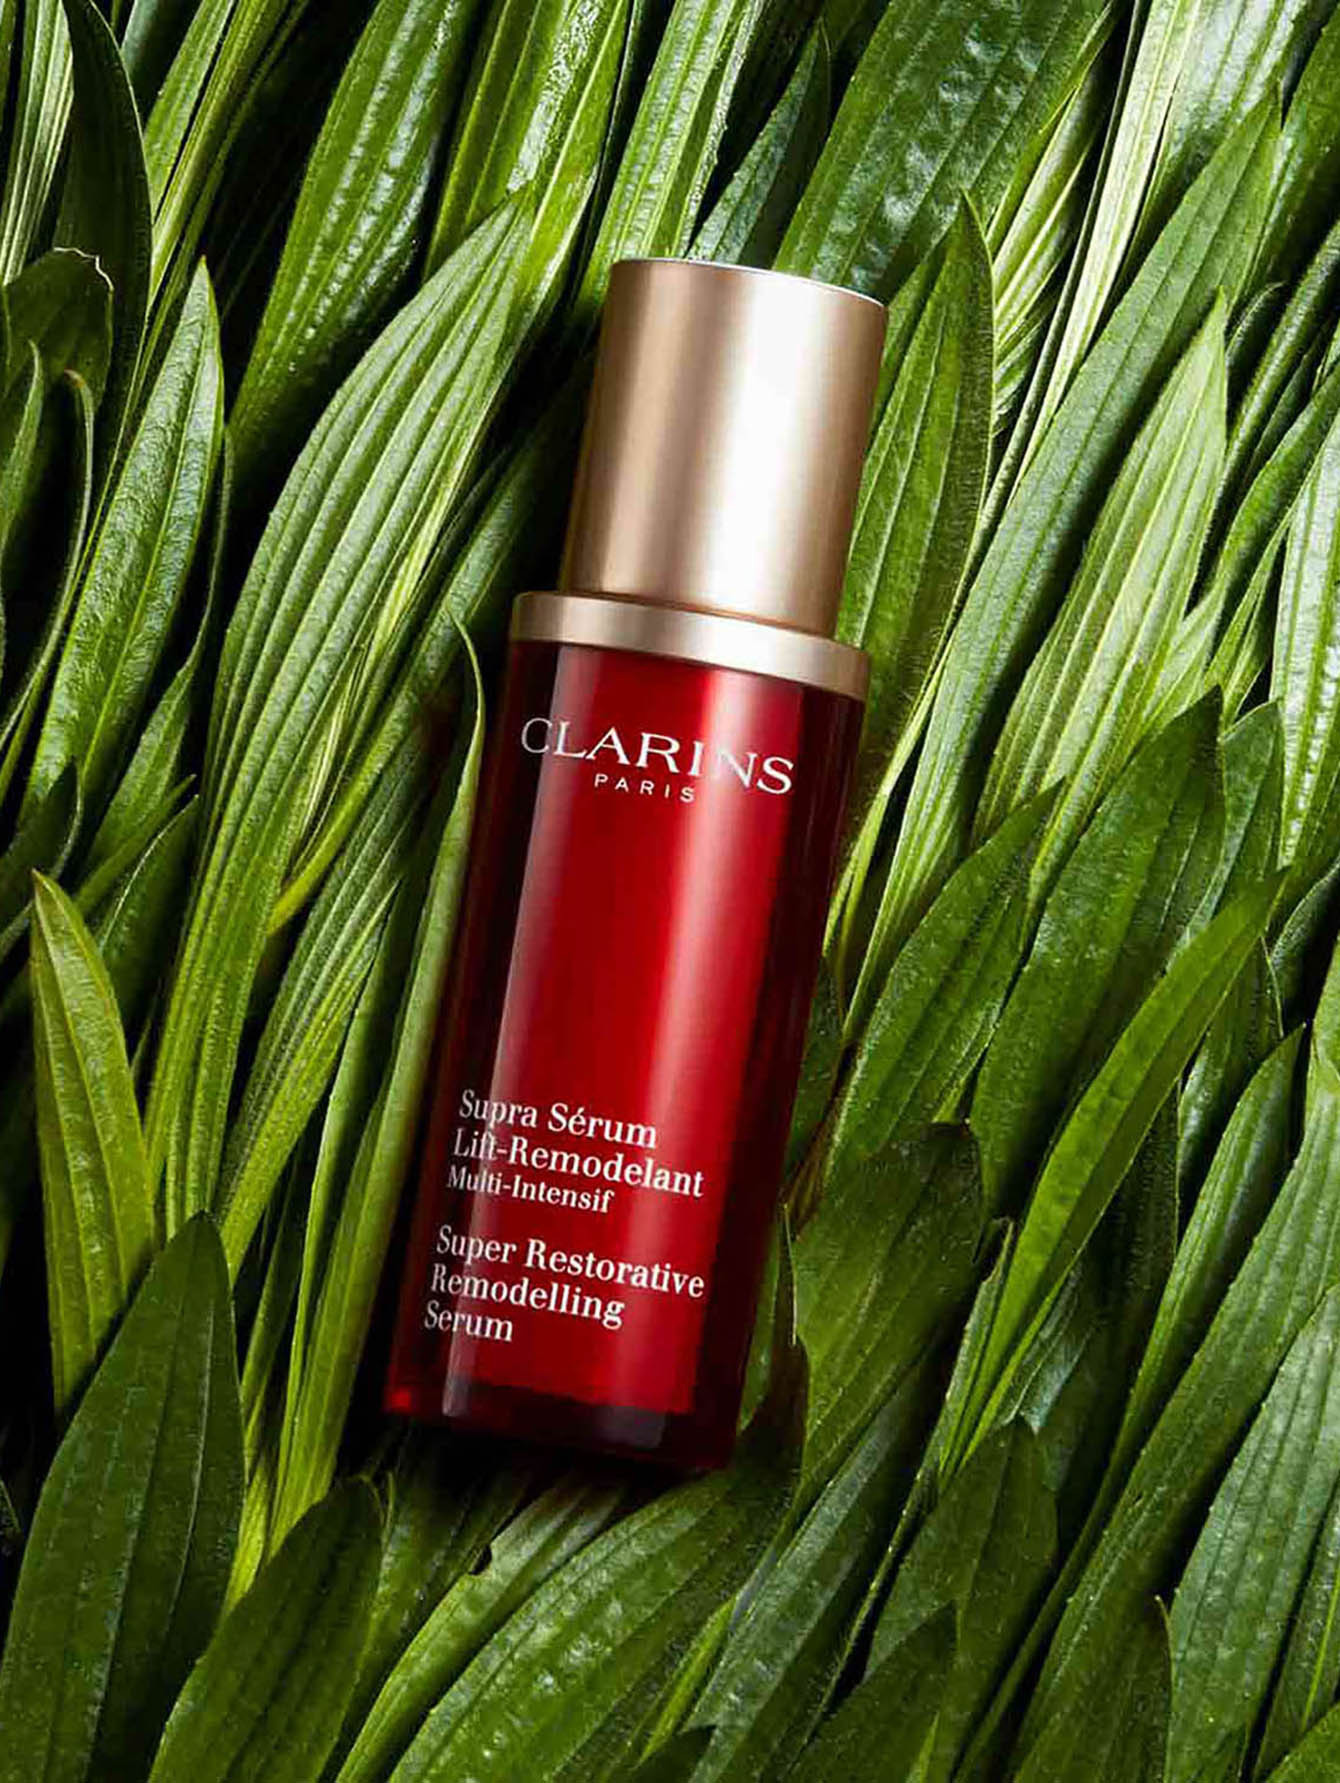 CLARINS
PARIS
Supra Sérum
Lift-Remodelant
Multi-Intensif
Super Restorative
Remodelling
Serum